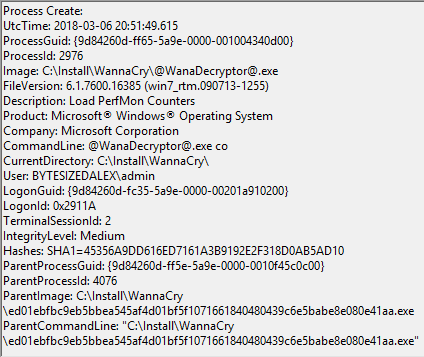 Process Create:
UtcTime: 2018-03-06 20:51:49.615
ProcessGuid: {9d84260d-ff65-5a9e-0000-001004340d00}
ProcessId: 2976
Image: C:\Install\WannaCry\@WanaDecryptor@.exe
FileVersion: 6.1.7600.16385 (win7_rtm.090713-1255)
Description: Load PerfMon Counters
Product: Microsoft® Windows® Operating System
Company: Microsoft Corporation
CommandLine: @WanaDecryptor@.exe co
CurrentDirectory: C:\Install\WannaCry\
User: BYTESIZEDALEX\admin
LogonGuid: {9d84260d-fc35-5a9e-0000-00201a910200}
LogonId: 0x2911A
TerminalSessionId: 2
IntegrityLevel: Medium
Hashes: SHA1=45356A9DD616ED7161A3B9192E2F318D0AB5AD10
ParentProcessGuid: {9d84260d-ff5e-5a9e-0000-0010f45c0c00}
ParentProcessId: 4076
ParentImage: C:\Install\WannaCry
\ed01ebfbc9eb5bbea545af4d01bf5f1071661840480439c6e5babe8e080e41aa.exe
ParentCommandLine: "C:\Install\WannaCry
\ed01ebfbc9eb5bbea545af4d01bf5f1071661840480439c6e5babe8e080e41aa.exe"